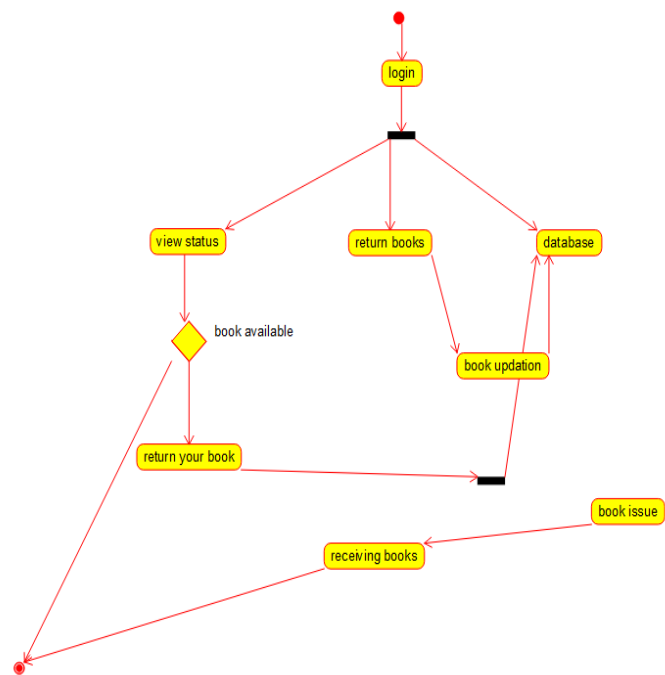 login
view status
return books
database
book available
book updation
return your book
book issue
receiving books